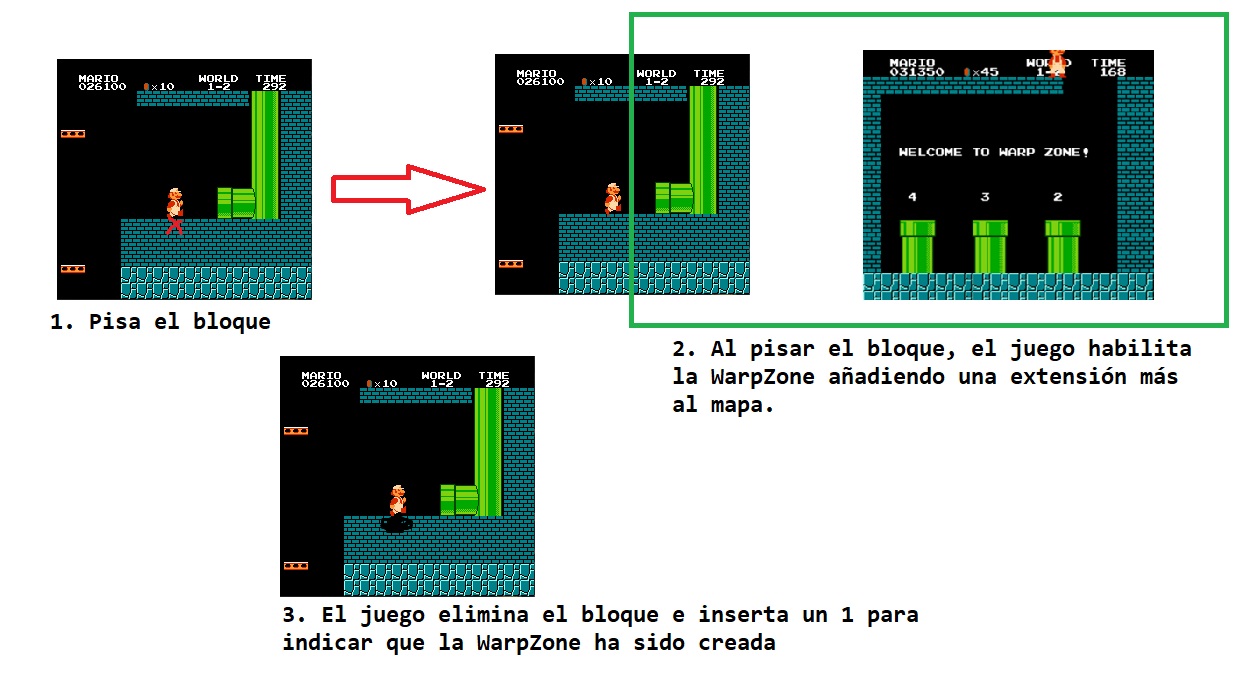 MARIO WORLD TIME
026100 x10 1-2 292
1. Pisa el bloque
MARIO WORLD TIME
026100 x10 1-2 292
MARIO TIME
031350 x45 168
WELCOME TO WARP ZONE!
4 3 2
2. Al pisar el bloque, el juego habilita
la WarpZone añadiendo una extensión más
al mapa.
MARIO WORLD TIME
026100 x10 1-2 292
3. El juego elimina el bloque e inserta un 1 para
indicar que la WarpZone ha sido creada